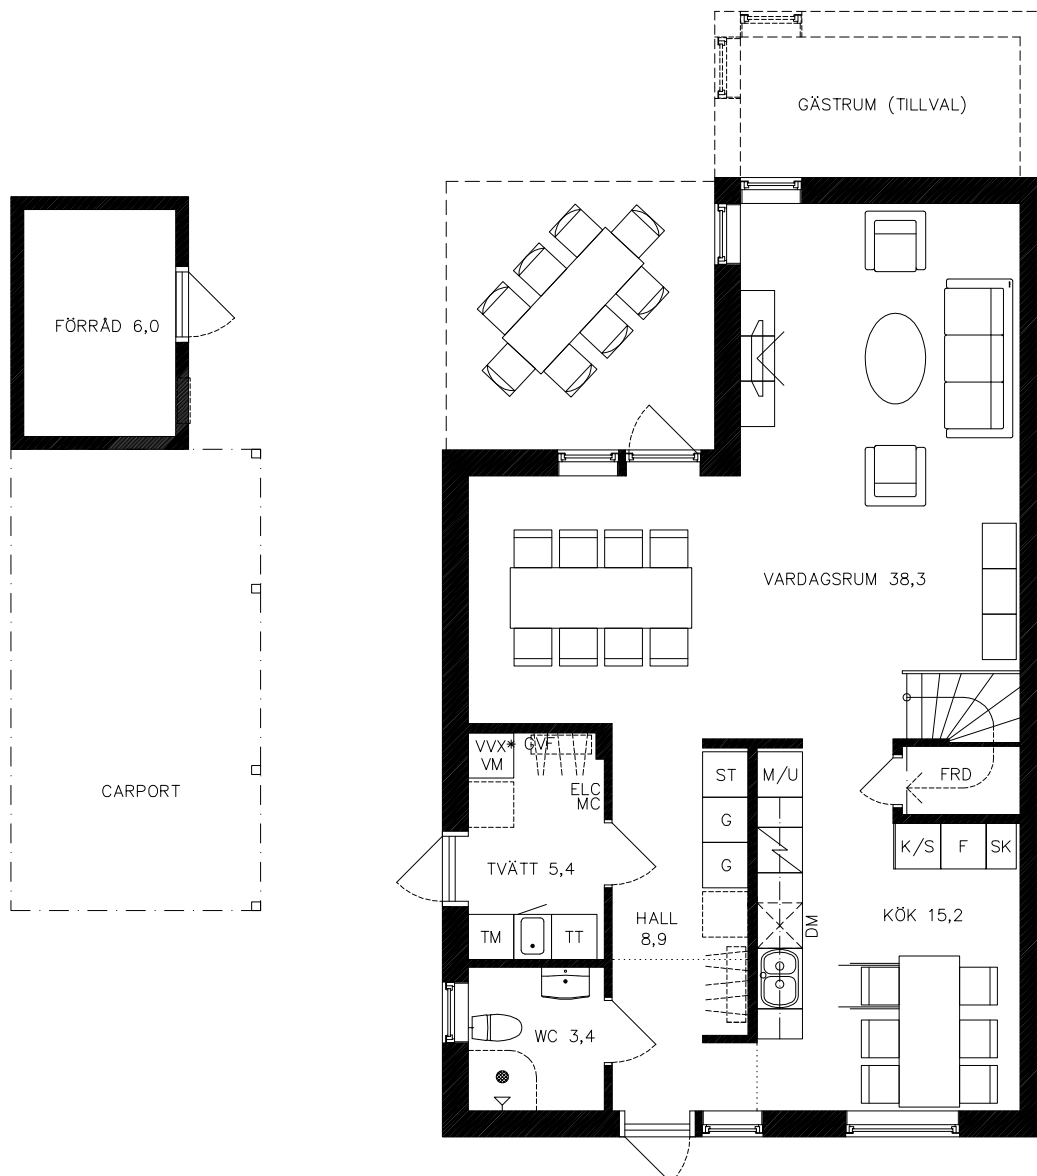 GÄSTRUM (TILLVAL)
FÖRRÅD 6,0
VARDAGSRUM 38,3
CARPORT
VVX*
VM
GVF
ELC
MC
ST
M/U
FRD
G
G
K/S
F
SK
TVÄTT 5,4
HALL
8,9
DM
KÖK 15,2
TM
TT
WC 3,4